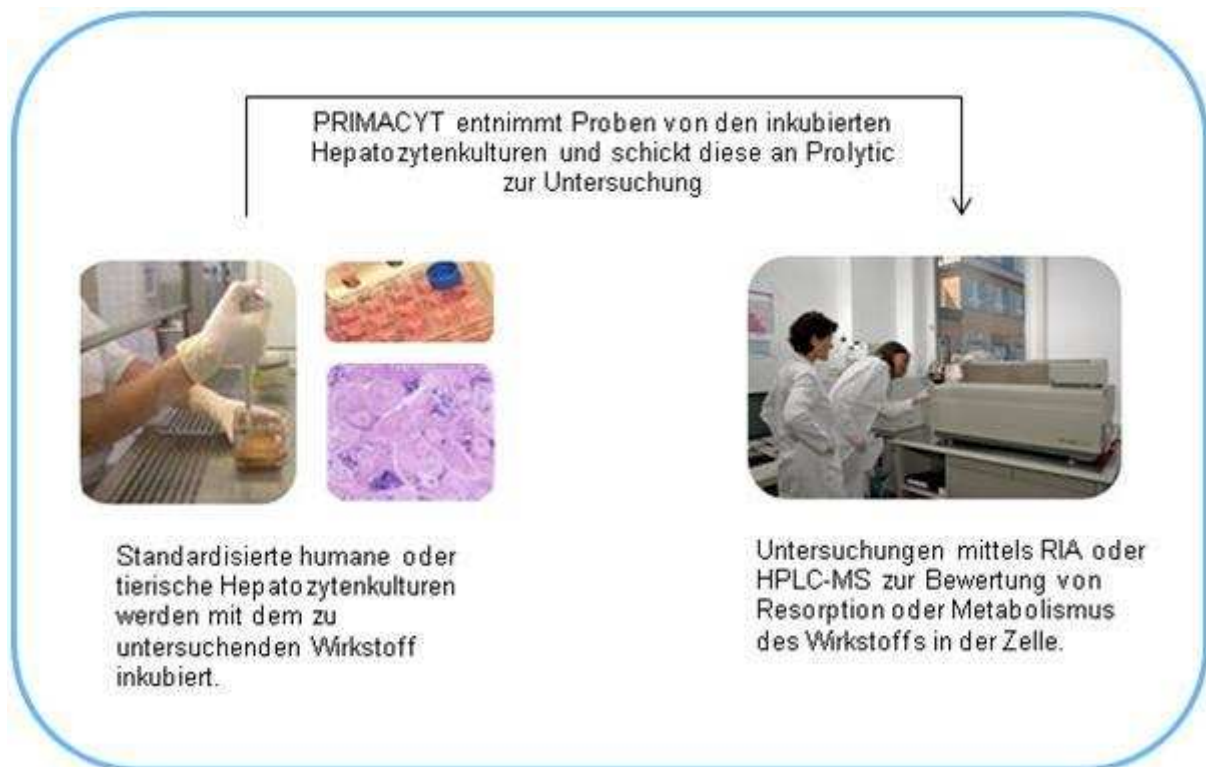 PRIMACYT entnimmt Proben von den inkubierten
Hepatozytenkulturen und schickt diese an Prolytic
zur Untersuchung
Standardisierte humane oder
tierische Hepatozytenkulturen
werden mit dem zu
untersuchenden Wirkstoff
inkubiert.
Untersuchungen mittels RIA oder
HPLC-MS zur Bewertung von
Resorption oder Metabolismus
des Wirkstoffs in der Zelle.